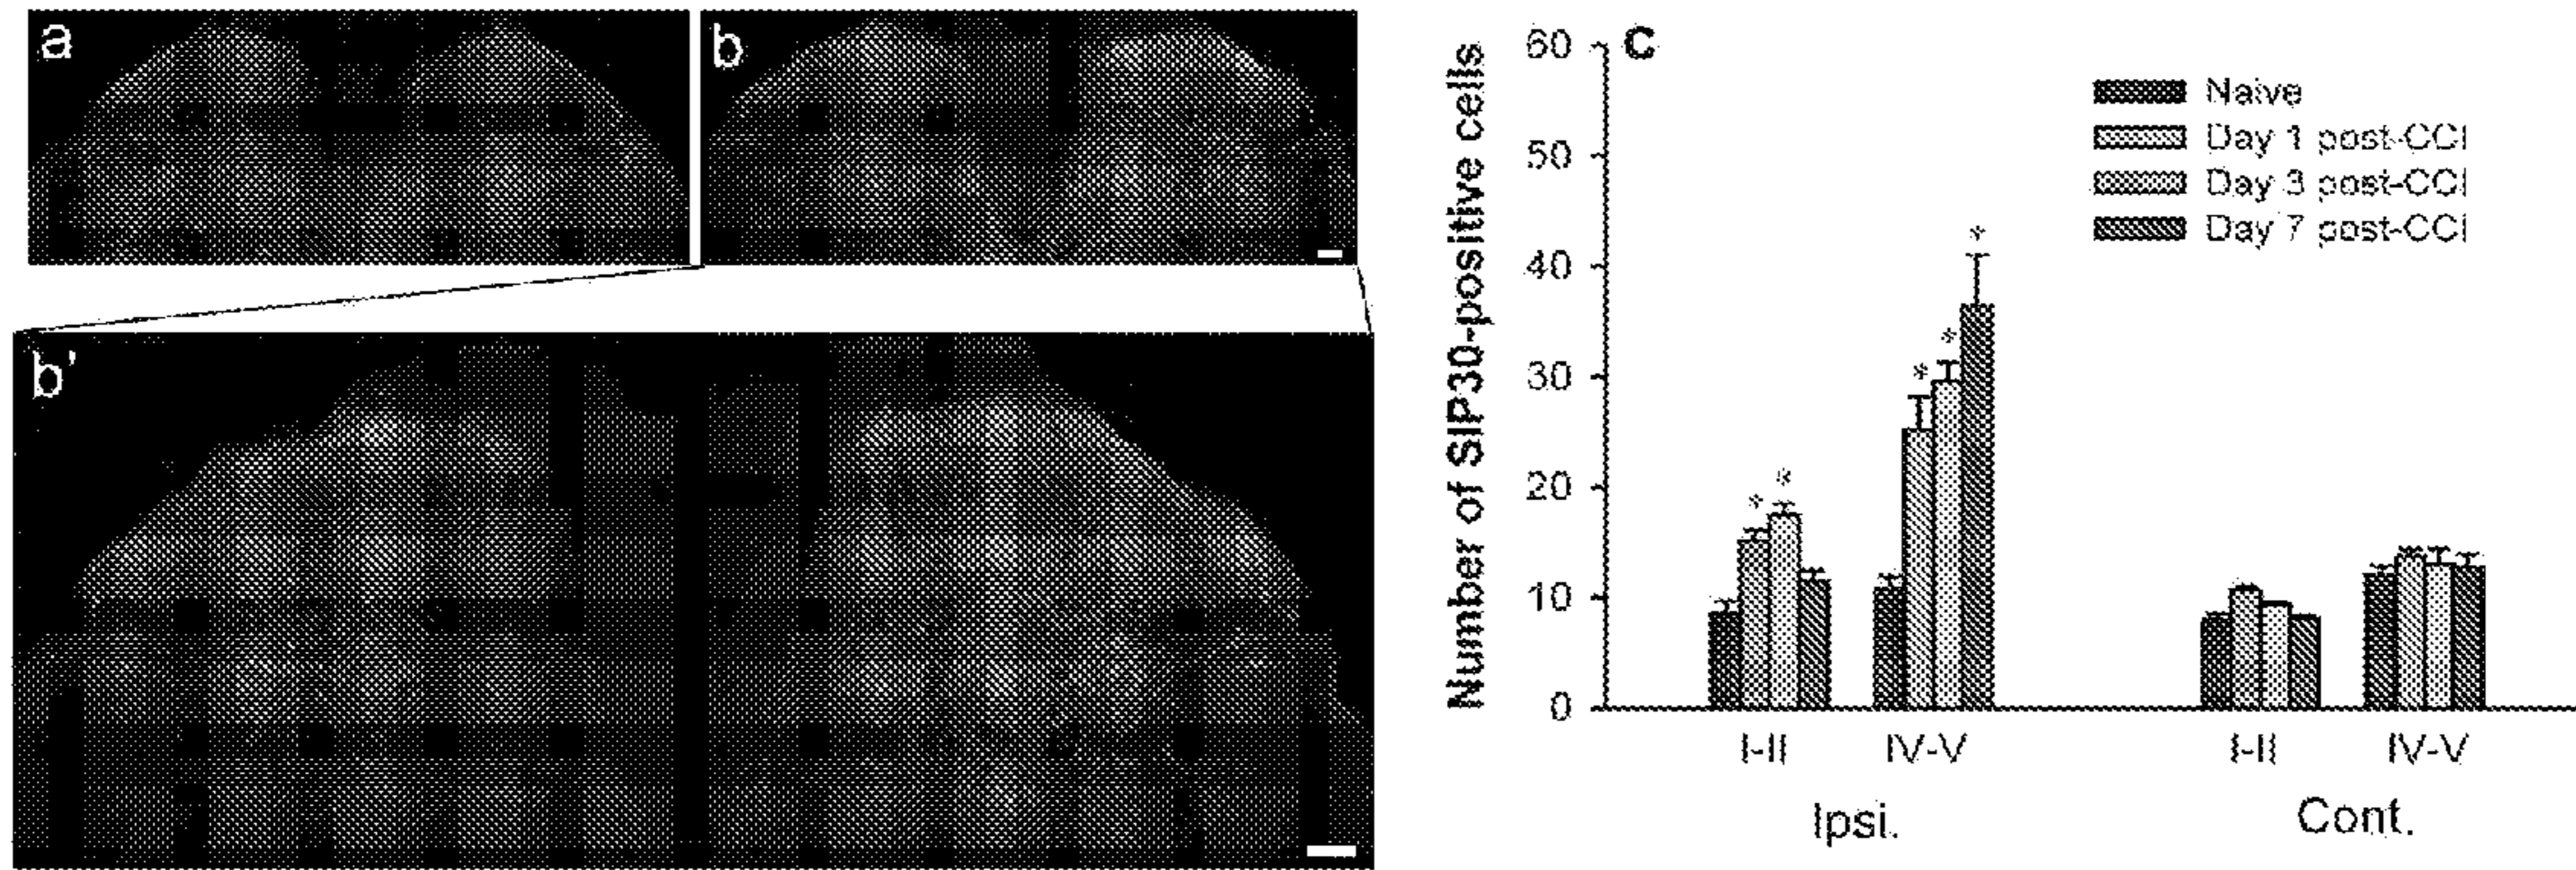 a
b
b'
c
Number of SIP30-positive cells
60
50
40
30
20
10
0
Naive
Day 1 post-CCI
Day 3 post-CCI
Day 7 post-CCI
* * * * *
I-II IV-V I-II IV-V
Ipsi. Cont.